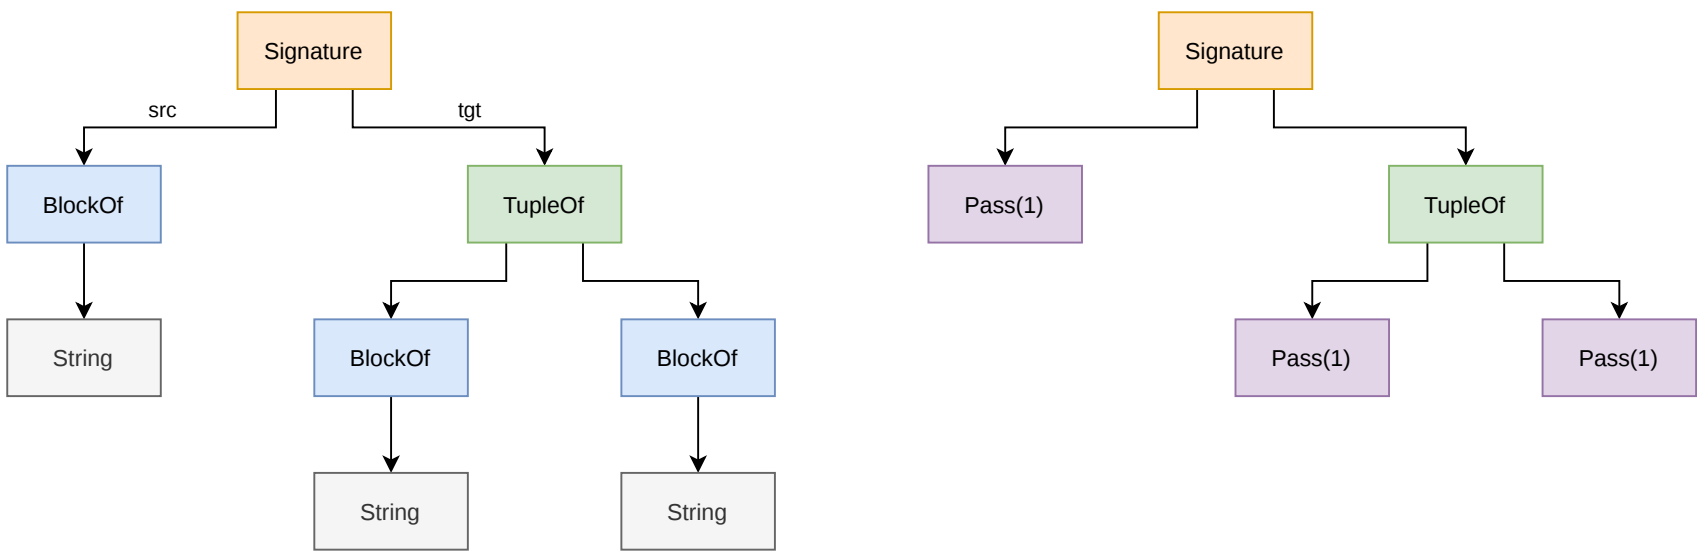 Signature
Signature
src
tgt
BlockOf
TupleOf
Pass(1)
TupleOf
String
BlockOf
BlockOf
Pass(1)
Pass(1)
String
String